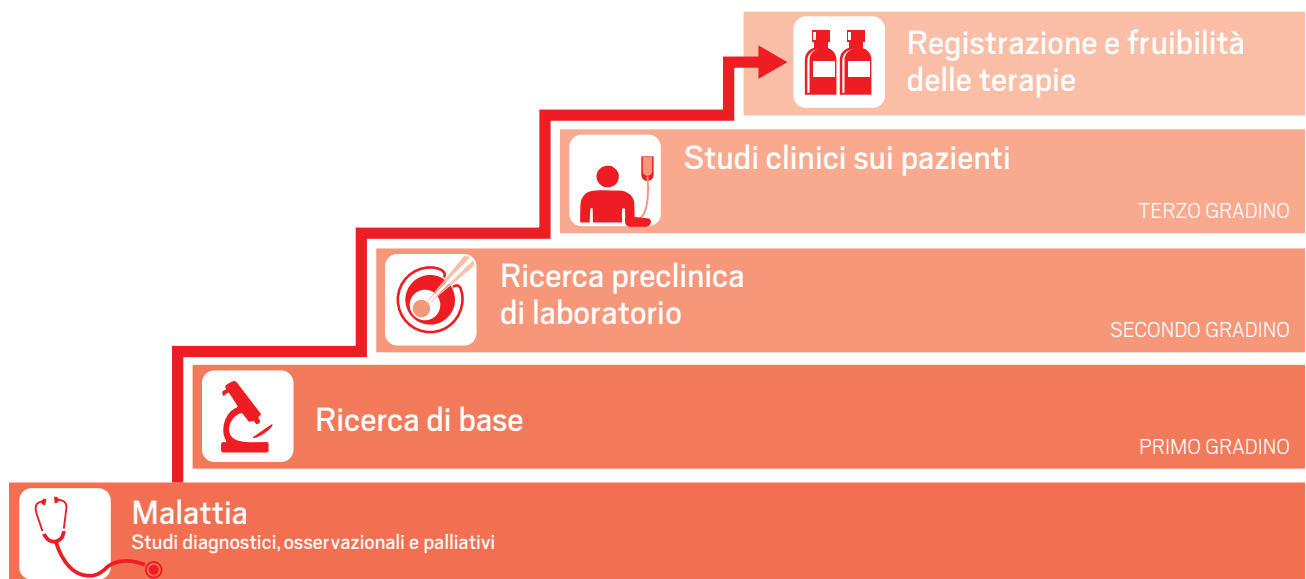 Registrazione e fruibilità
delle terapie
Studi clinici sui pazienti
TERZO GRADINO
Ricerca preclinica
di laboratorio
SECONDO GRADINO
Ricerca di base
PRIMO GRADINO
Malattia
Studi diagnostici, osservazionali e palliativi